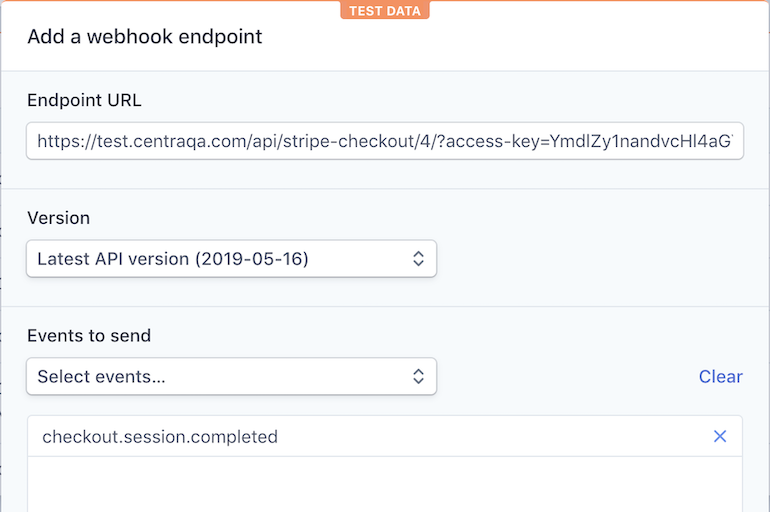 TEST DATA
Add a webhook endpoint
Endpoint URL
https://test.centraqa.com/api/stripe-checkout/4/?access-key=YmdlZy1nandvcHl4aG
Version
Latest API version (2019-05-16)
Events to send
Select events...
Clear
checkout.session.completed